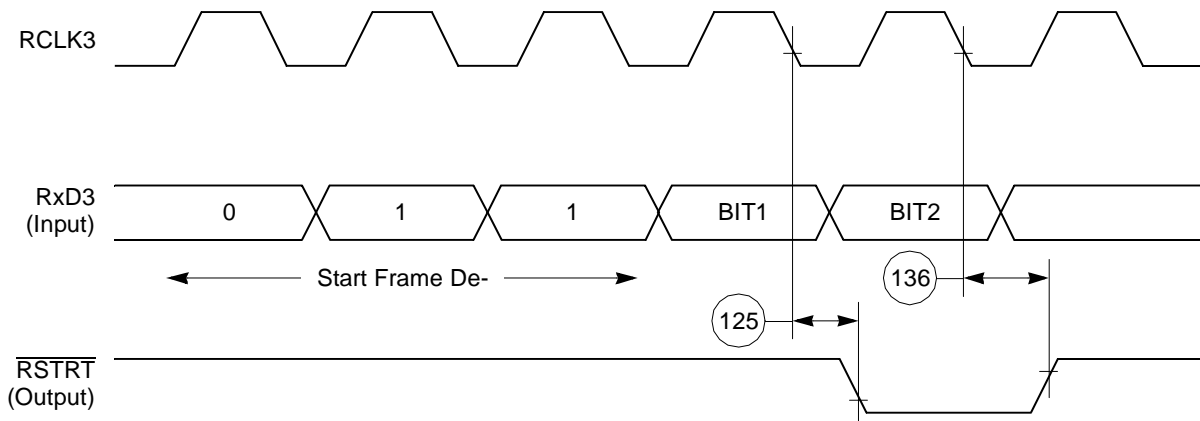 RCLK3
RxD3
(Input)
0
1
1
BIT1
BIT2
Start Frame De-
136
125
RSTRT
(Output)